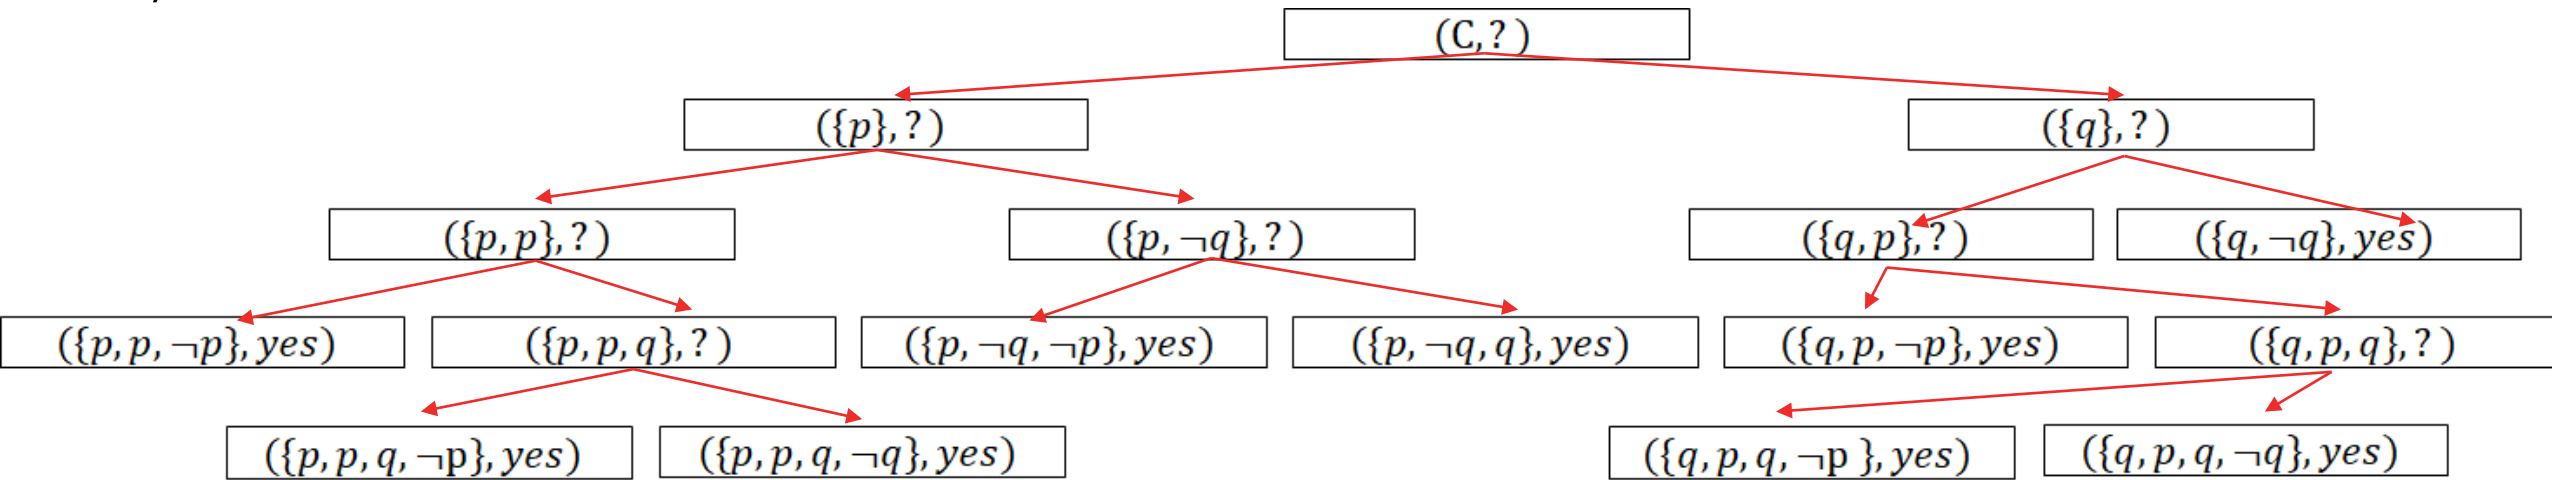 (C,?)
({p},?)
({q},?)
({p,p},?)
({p,¬q},?)
({q,p},?)
({q,¬q},yes)
({p,p,¬p},yes)
({p,p,q},?)
({p,¬q,¬p},yes)
({p,¬q,q},yes)
({q,p,¬p},yes)
({q,p,q},?)
({p,p,q,¬p},yes)
({p,p,q,¬q},yes)
({q,p,q,¬p },yes)
({q,p,q,¬q},yes)